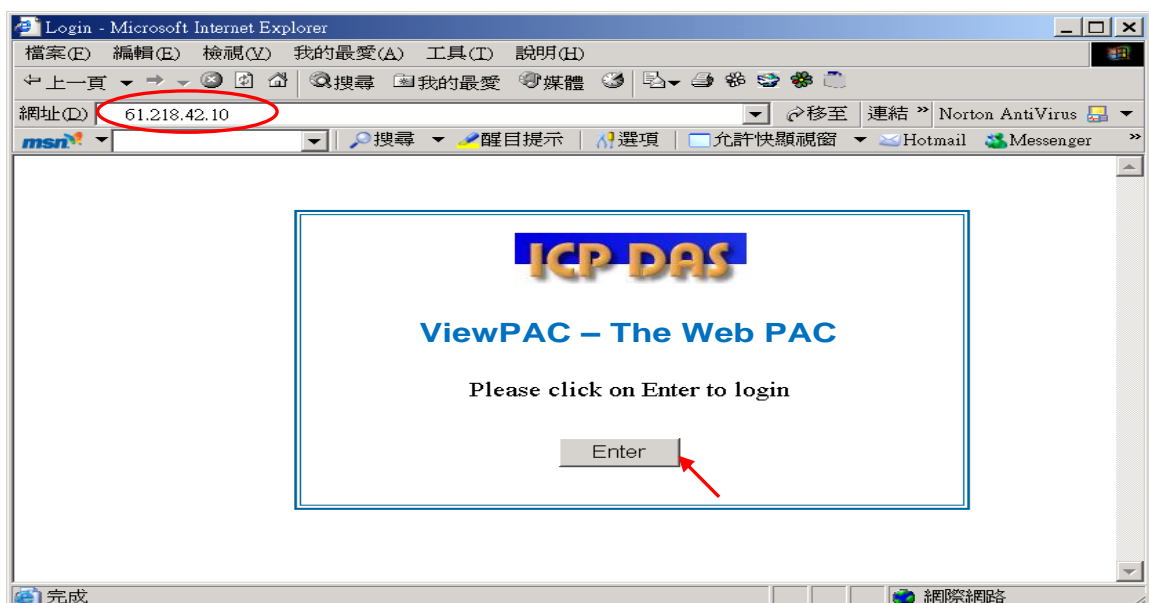 Login - Microsoft Internet Explorer
檔案(F) 編輯(E) 檢視(V) 我的最愛(A) 工具(T) 說明(H)
上一頁 搜尋 我的最愛 媒體
網址(D) 61.218.42.10 移至 連結 » Norton AntiVirus
msn 搜尋 醒目提示 選項 允許快顯視窗 Hotmail Messenger »
ICP DAS
ViewPAC – The Web PAC
Please click on Enter to login
Enter
完成 網際網路